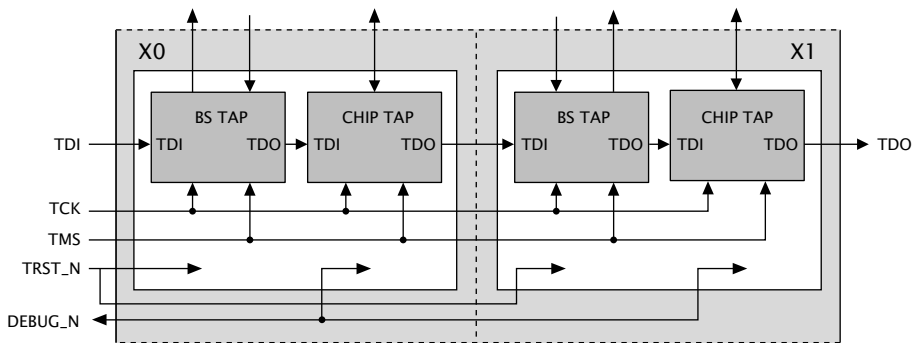 X0
X1
BS TAP
CHIP TAP
BS TAP
CHIP TAP
TDI
TDI
TDO
TDI
TDO
TDI
TDO
TDI
TDO
TDO
TCK
TMS
TRST_N
DEBUG_N